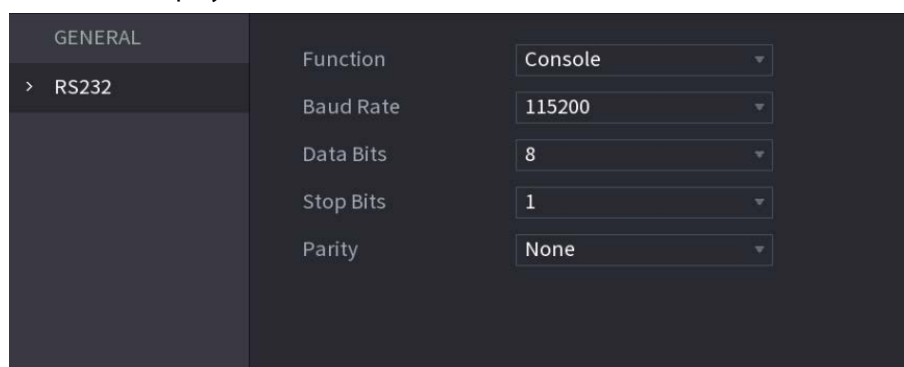 GENERAL
RS232
Function Console
Baud Rate 115200
Data Bits 8
Stop Bits 1
Parity None